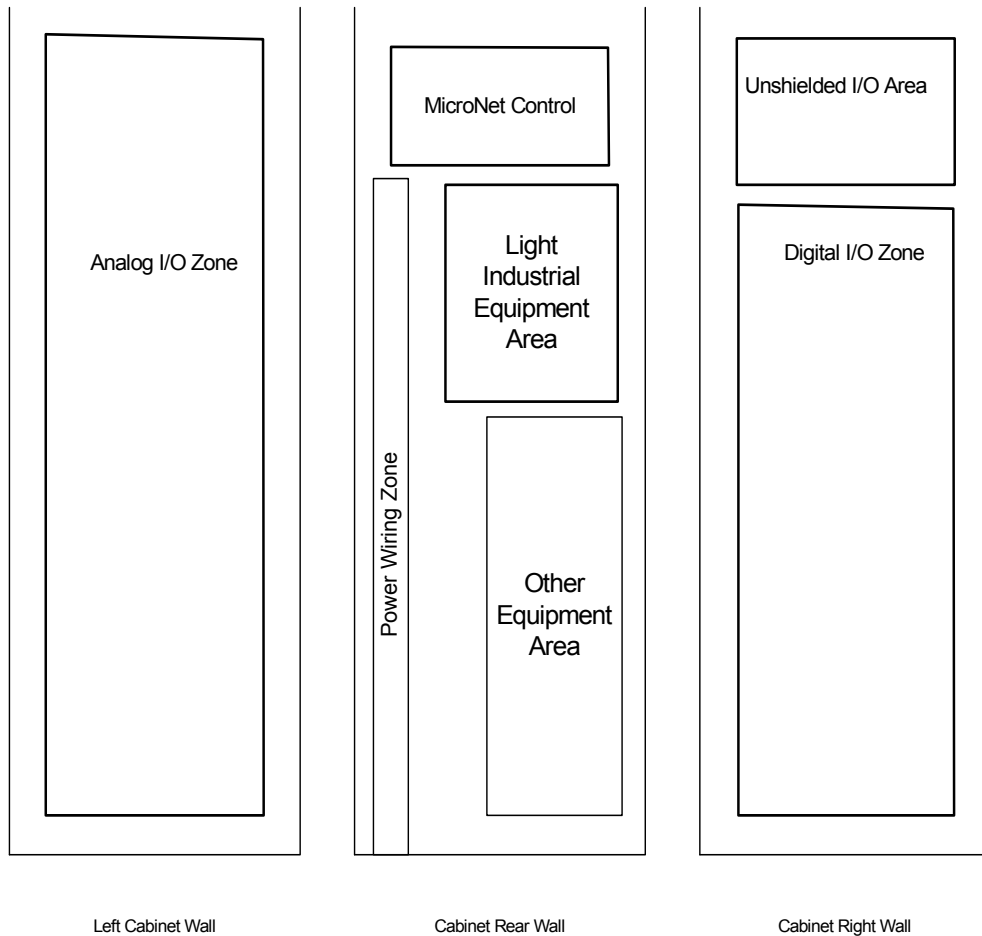 Analog I/O Zone
MicroNet Control
Light
Industrial
Equipment
Area
Power Wiring Zone
Other
Equipment
Area
Unshielded I/O Area
Digital I/O Zone
Left Cabinet Wall
Cabinet Rear Wall
Cabinet Right Wall